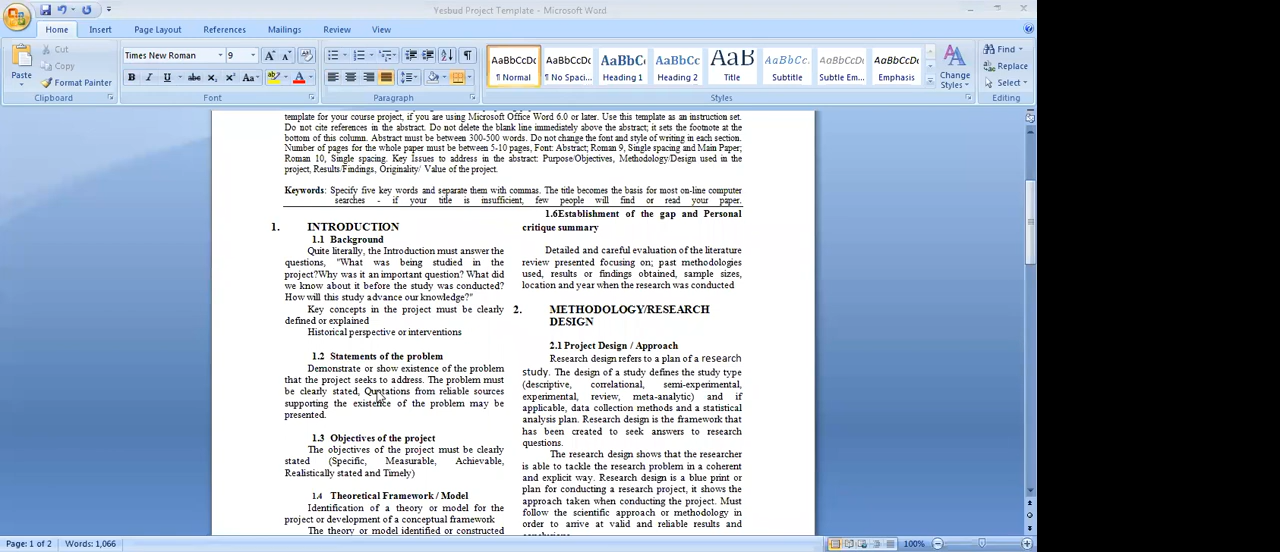 Yesbud Project Template - Microsoft Word
Home Insert Page Layout References Mailings Review View
Cut
Copy
Format Painter
Paste
Clipboard
Times New Roman 9
Font
Paragraph
AaBbCcDc AaBbCcDc AaBbC AaBbCc AaB AaBbCc. AaBbCcDc AaBbCcDc
¶ Normal ¶ No Spaci... Heading 1 Heading 2 Title Subtitle Subtle Em... Emphasis
Change Styles
Styles
Find
Replace
Select
Editing
template for your course project, if you are using Microsoft Office Word 6.0 or later. Use this template as an instruction set.
Do not cite references in the abstract. Do not delete the blank line immediately above the abstract; it sets the footnote at the
bottom of this column. Abstract must be between 300-500 words. Do not change the font and style of writing in each section.
Number of pages for the whole paper must be between 5-10 pages, Font: Abstract; Roman 9, Single spacing and Main Paper;
Roman 10, Single spacing. Key Issues to address in the abstract: Purpose/Objectives, Methodology/Design used in the
project, Results/Findings, Originality/ Value of the project.
Keywords: Specify five key words and separate them with commas. The title becomes the basis for most on-line computer
searches - if your title is insufficient, few people will find or read your paper.
1. INTRODUCTION
1.1 Background
Quite literally, the Introduction must answer the
questions, "What was being studied in the
project?Why was it an important question? What did
we know about it before the study was conducted?
How will this study advance our knowledge?"
Key concepts in the project must be clearly
defined or explained
Historical perspective or interventions
1.2 Statements of the problem
Demonstrate or show existence of the problem
that the project seeks to address. The problem must
be clearly stated, Quotations from reliable sources
supporting the existence of the problem may be
presented.
1.3 Objectives of the project
The objectives of the project must be clearly
stated (Specific, Measurable, Achievable,
Realistically stated and Timely)
1.4 Theoretical Framework / Model
Identification of a theory or model for the
project or development of a conceptual framework
The theory or model identified or constructed
1.6Establishment of the gap and Personal
critique summary
Detailed and careful evaluation of the literature
review presented focusing on; past methodologies
used, results or findings obtained, sample sizes,
location and year when the research was conducted
2. METHODOLOGY/RESEARCH
DESIGN
2.1 Project Design / Approach
Research design refers to a plan of a research
study. The design of a study defines the study type
(descriptive, correlational, semi-experimental,
experimental, review, meta-analytic) and if
applicable, data collection methods and a statistical
analysis plan. Research design is the framework that
has been created to seek answers to research
questions.
The research design shows that the researcher
is able to tackle the research problem in a coherent
and explicit way. Research design is a blue print or
plan for conducting a research project, it shows the
approach taken when conducting the project. Must
follow the scientific approach or methodology in
order to arrive at valid and reliable results and
Page: 1 of 2 Words: 1,066 100%